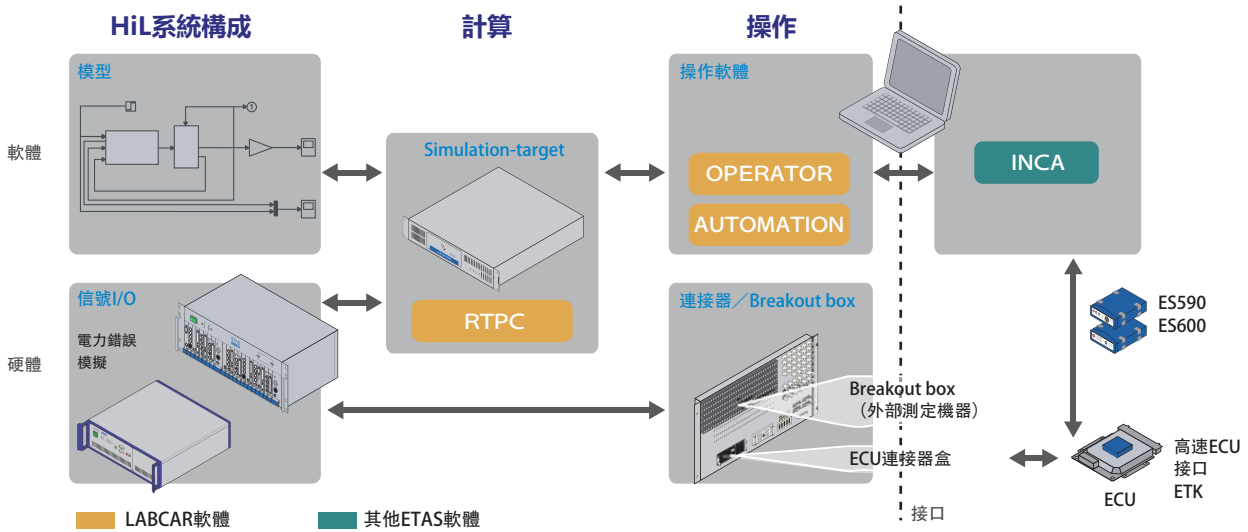 HiL系統構成
計算
操作
模型
1
操作軟體
軟體
Simulation-target
OPERATOR
AUTOMATION
INCA
信號I/O
電力錯誤
模擬
硬體
RTPC
連接器／Breakout box
Breakout box
（外部測定機器）
ECU連接器盒
ES590
ES600
高速ECU
接口
ETK
ECU
接口
LABCAR軟體
其他ETAS軟體